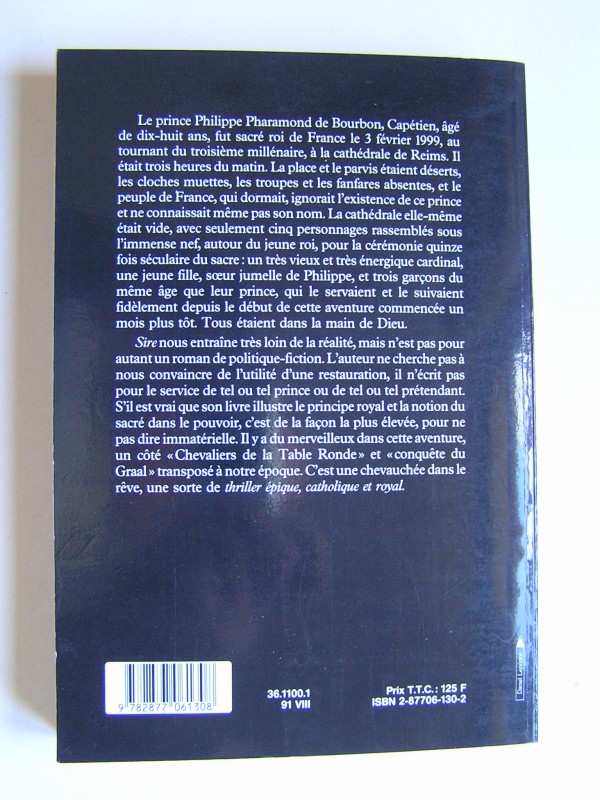 Le prince Philippe Pharamond de Bourbon, Capétien, âgé
de dix-huit ans, fut sacré roi de France le 3 février 1999, au
tournant du troisième millénaire, à la cathédrale de Reims. Il
était trois heures du matin. La place et le parvis étaient déserts,
les cloches muettes, les troupes et les fanfares absentes, et le
peuple de France, qui dormait, ignorait l'existence de ce prince
et ne connaissait même pas son nom. La cathédrale elle-même
était vide, avec seulement cinq personnages rassemblés sous
l'immense nef, autour du jeune roi, pour la cérémonie quinze
fois séculaire du sacre : un très vieux et très énergique cardinal,
une jeune fille, sœur jumelle de Philippe, et trois garçons du
même âge que leur prince, qui le servaient et le suivaient
fidèlement depuis le début de cette aventure commencée un
mois plus tôt. Tous étaient dans la main de Dieu.
Sire nous entraîne très loin de la réalité, mais n'est pas pour
autant un roman de politique-fiction. L'auteur ne cherche pas à
nous convaincre de l'utilité d'une restauration, il n'écrit pas
pour le service de tel ou tel prince ou de tel ou tel prétendant.
S'il est vrai que son livre illustre le principe royal et la notion du
sacré dans le pouvoir, c'est de la façon la plus élevée, pour ne
pas dire immatérielle. Il y a du merveilleux dans cette aventure,
un côté « Chevaliers de la Table Ronde » et « conquête du
Graal » transposé à notre époque. C'est une chevauchée dans le
rêve, une sorte de thriller épique, catholique et royal.
9 782877 061308
36.1100.1
91 VIII
Prix T.T.C. : 125 F
ISBN 2-87706-130-2
Daniel